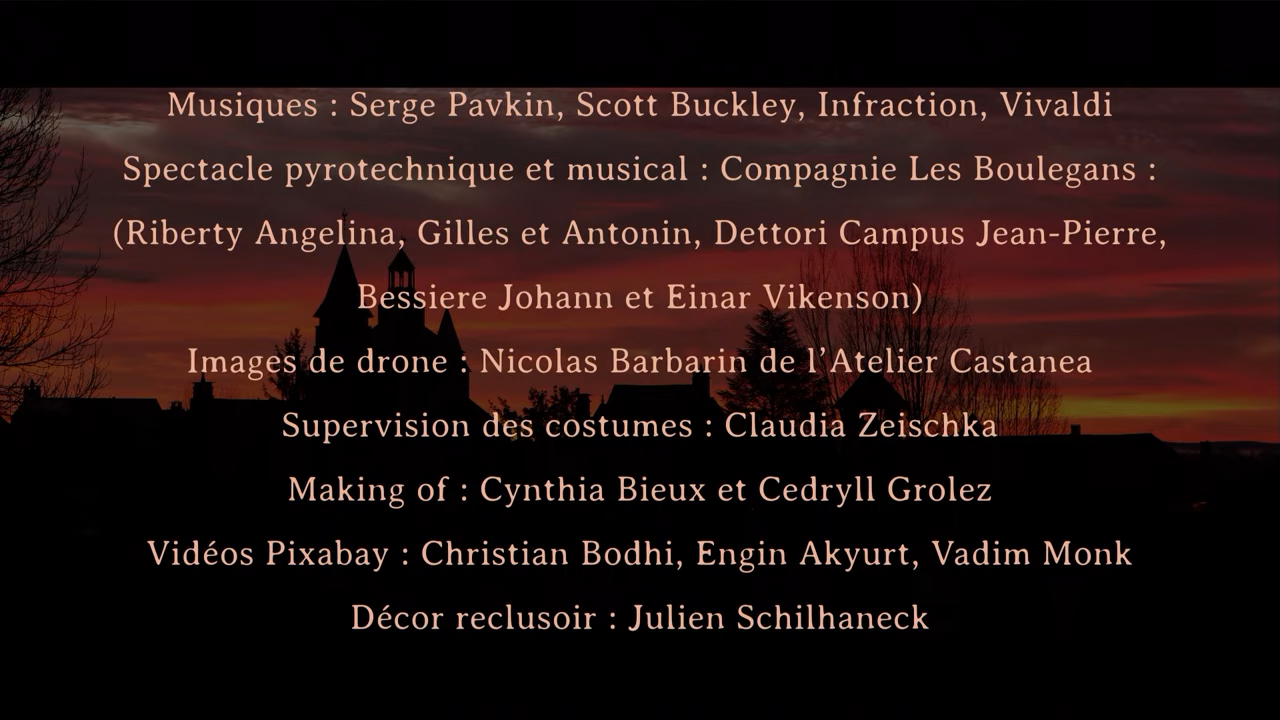 Musiques : Serge Pavkin, Scott Buckley, Infraction, Vivaldi
Spectacle pyrotechnique et musical : Compagnie Les Boulegans :
(Riberty Angelina, Gilles et Antonin, Dettori Campus Jean-Pierre,
Bessiere Johann et Einar Vikenson)
Images de drone : Nicolas Barbarin de l’Atelier Castanea
Supervision des costumes : Claudia Zeischka
Making of : Cynthia Bieux et Cedryll Grolez
Vidéos Pixabay : Christian Bodhi, Engin Akyurt, Vadim Monk
Décor reclusoir : Julien Schilhaneck